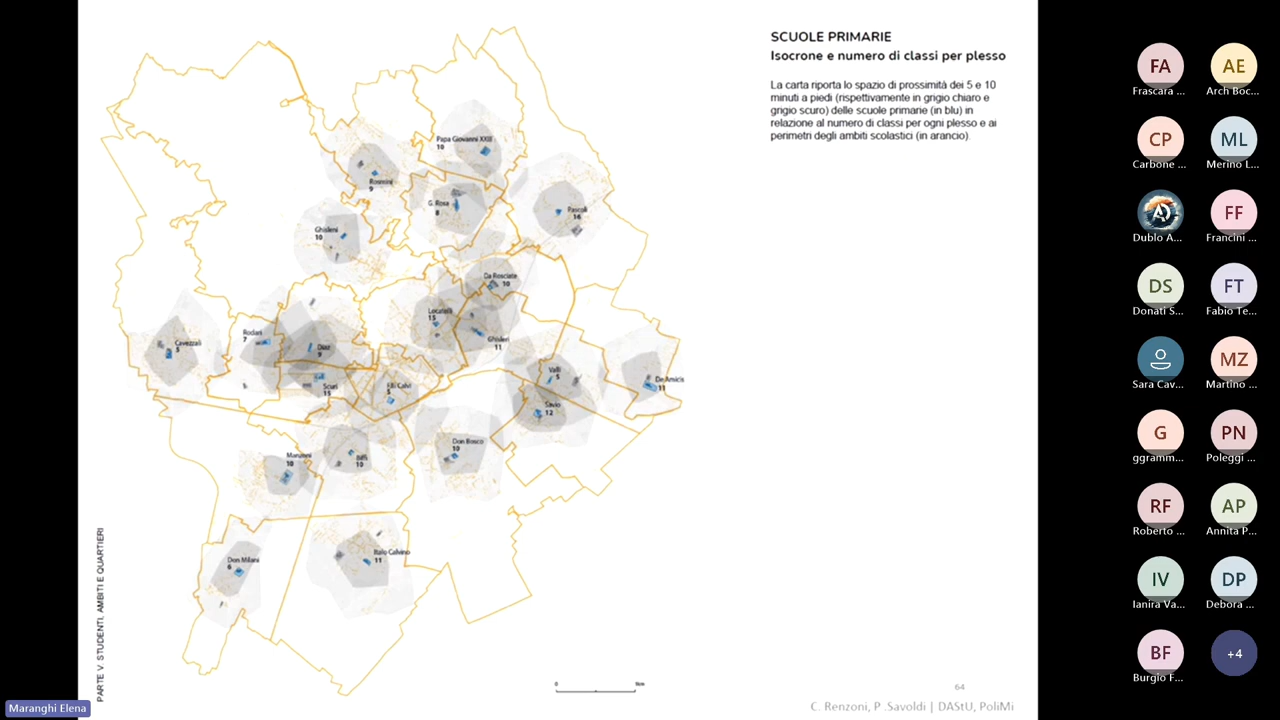 SCUOLE PRIMARIE
Isocrone e numero di classi per plesso
La carta riporta lo spazio di prossimità dei 5 e 10
minuti a piedi (rispettivamente in grigio chiaro e
grigio scuro) delle scuole primarie (in blu) in
relazione al numero di classi per ogni plesso e ai
perimetri degli ambiti scolastici (in arancio).
Papa Giovanni XXIII
10
Rosmini
9
G. Rosa
8
Pascoli
16
Ghisleni
10
Da Rosciate
10
Locatelli
15
Ghisleri
11
Rodari
7
Cavezzali
5
Diaz
9
Scuri
15
F.lli Calvi
5
Valli
5
De Amicis
11
Savio
12
Don Bosco
10
Biffi
10
10
Don Milani
6
Italo Calvino
11
0
PARTE V. STUDENTI, AMBITI E QUARTIERI
64
C. Renzoni, P .Savoldi | DAStU, PoliMi
Maranghi Elena
FA
Frascara ...
AE
Arch Boc...
CP
Carbone ...
ML
Merino L...
Dublo A...
FF
Francini ...
DS
Donati S...
FT
Fabio Te...
Sara Cav...
MZ
Martino ...
G
ggramm...
PN
Poleggi ...
RF
Roberto ...
AP
Annita P...
IV
Ianira Va...
DP
Debora ...
BF
Burgio F...
+4